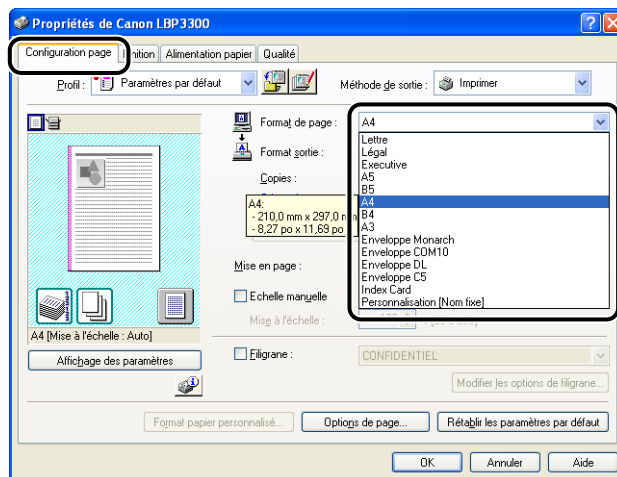 Propriétés de Canon LBP3300
Configuration page nition Alimentation papier Qualité
Profil : Paramètres par défaut Méthode de sortie : Imprimer
Format de page : A4
Lettre
Légal
Executive
A5
B5
A4
B4
A3
Enveloppe Monarch
Enveloppe COM10
Enveloppe DL
Enveloppe C5
Index Card
Personnalisation [Nom fixe]
Format sortie :
Copies :
A4:
- 210,0 mm x 297,0 mm
- 8,27 po x 11,69 po
Mise en page :
Echelle manuelle
Mise à l'échelle :
A4 [Mise à l'échelle : Auto]
Affichage des paramètres
Filigrane : CONFIDENTIEL
Modifier les options de filigrane...
Format papier personnalisé... Options de page... Rétablir les paramètres par défaut
OK Annuler Aide